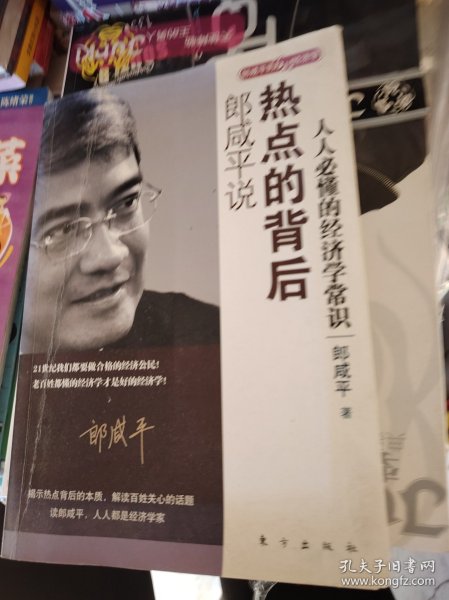 陈绪荣
郎咸平说
热点的背后
人人必懂的经济学常识
郎咸平 著
21世纪我们都要做合格的经济公民！
老百姓都懂的经济学才是好的经济学！
郎咸平
揭示热点背后的本质，解读百姓关心的话题
读郎咸平，人人都是经济学家
东方出版社
孔夫子旧书网
www.kongfz.com